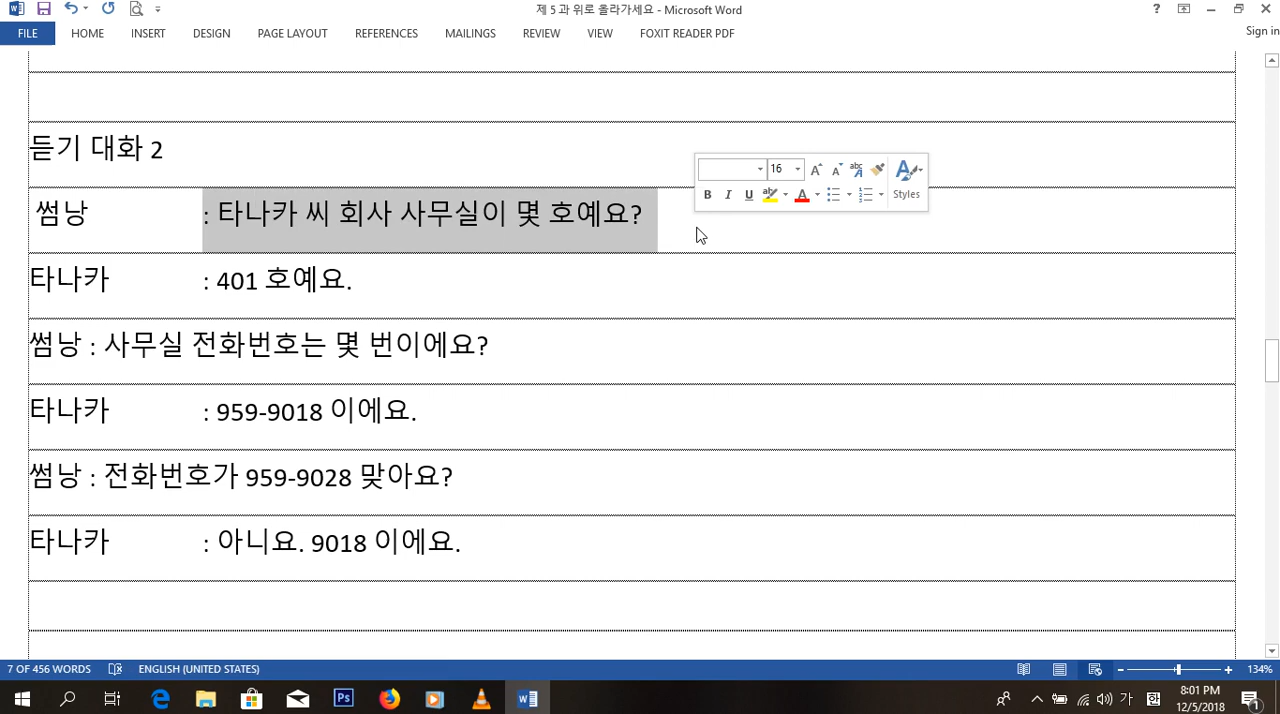 제 5 과 위로 올라가세요 - Microsoft Word
?
FILE HOME INSERT DESIGN PAGE LAYOUT REFERENCES MAILINGS REVIEW VIEW FOXIT READER PDF Sign in
듣기 대화 2
16
B I U abc A Styles
썸낭 : 타나카 씨 회사 사무실이 몇 호예요?
타나카 : 401 호예요.
썸낭 : 사무실 전화번호는 몇 번이에요?
타나카 : 959-9018 이에요.
썸낭 : 전화번호가 959-9028 맞아요?
타나카 : 아니요. 9018 이에요.
7 OF 456 WORDS ENGLISH (UNITED STATES) 134%
가 8:01 PM
12/5/2018